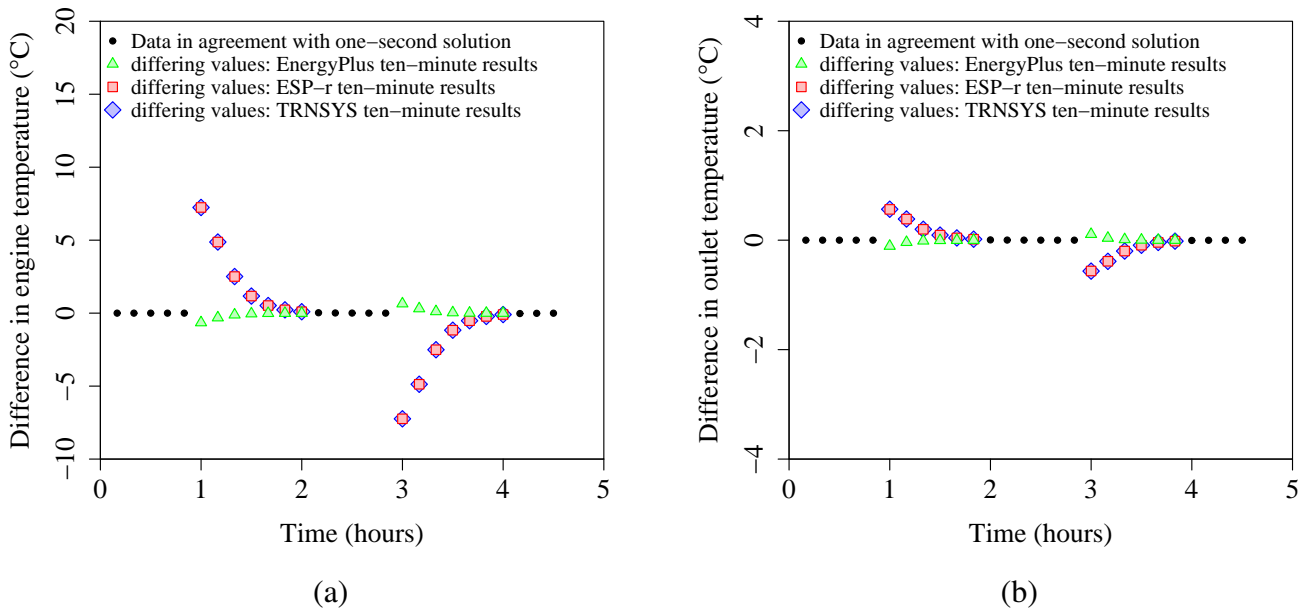 Difference in engine temperature (°C)
20
15
10
5
0
−5
−10
Data in agreement with one−second solution
differing values: EnergyPlus ten−minute results
differing values: ESP−r ten−minute results
differing values: TRNSYS ten−minute results
0 1 2 3 4 5
Time (hours)
(a)
Difference in outlet temperature (°C)
4
2
0
−2
−4
Data in agreement with one−second solution
differing values: EnergyPlus ten−minute results
differing values: ESP−r ten−minute results
differing values: TRNSYS ten−minute results
0 1 2 3 4 5
Time (hours)
(b)